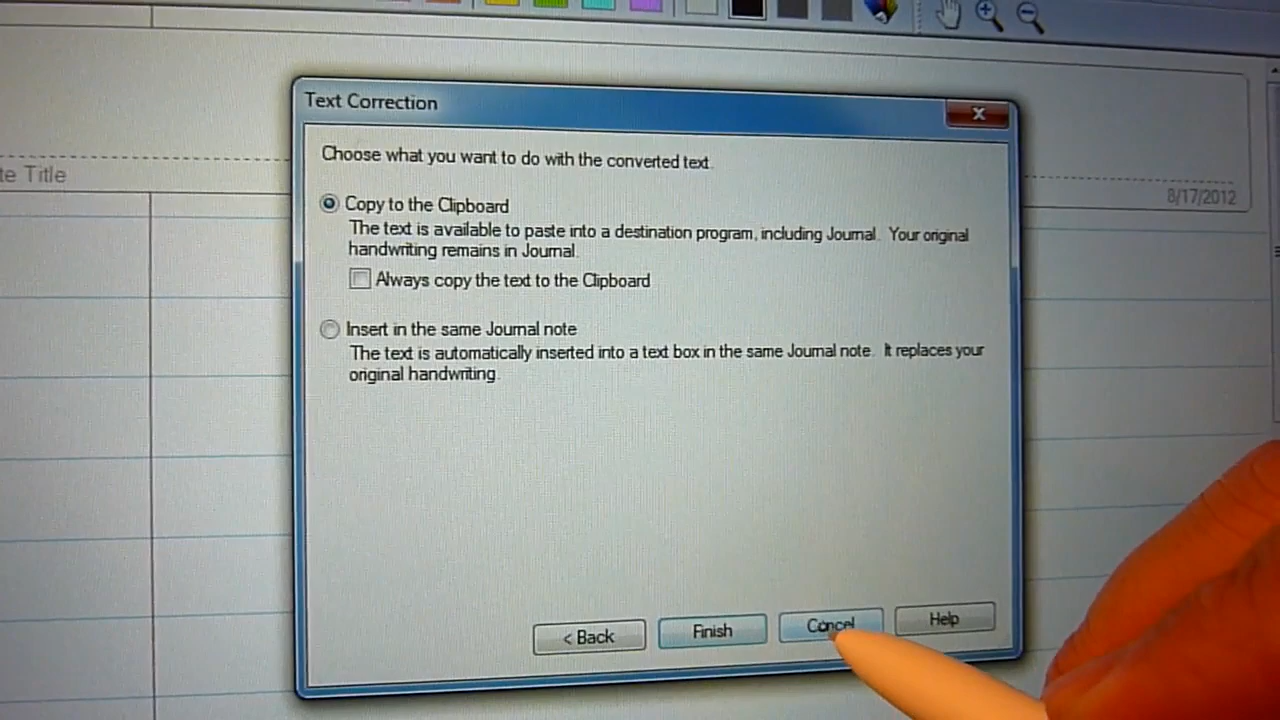 Text Correction
Choose what you want to do with the converted text.
te Title
8/17/2012
Copy to the Clipboard
The text is available to paste into a destination program, including Journal. Your original
handwriting remains in Journal.
Always copy the text to the Clipboard
Insert in the same Journal note
The text is automatically inserted into a text box in the same Journal note. It replaces your
original handwriting.
< Back
Finish
Cancel
Help